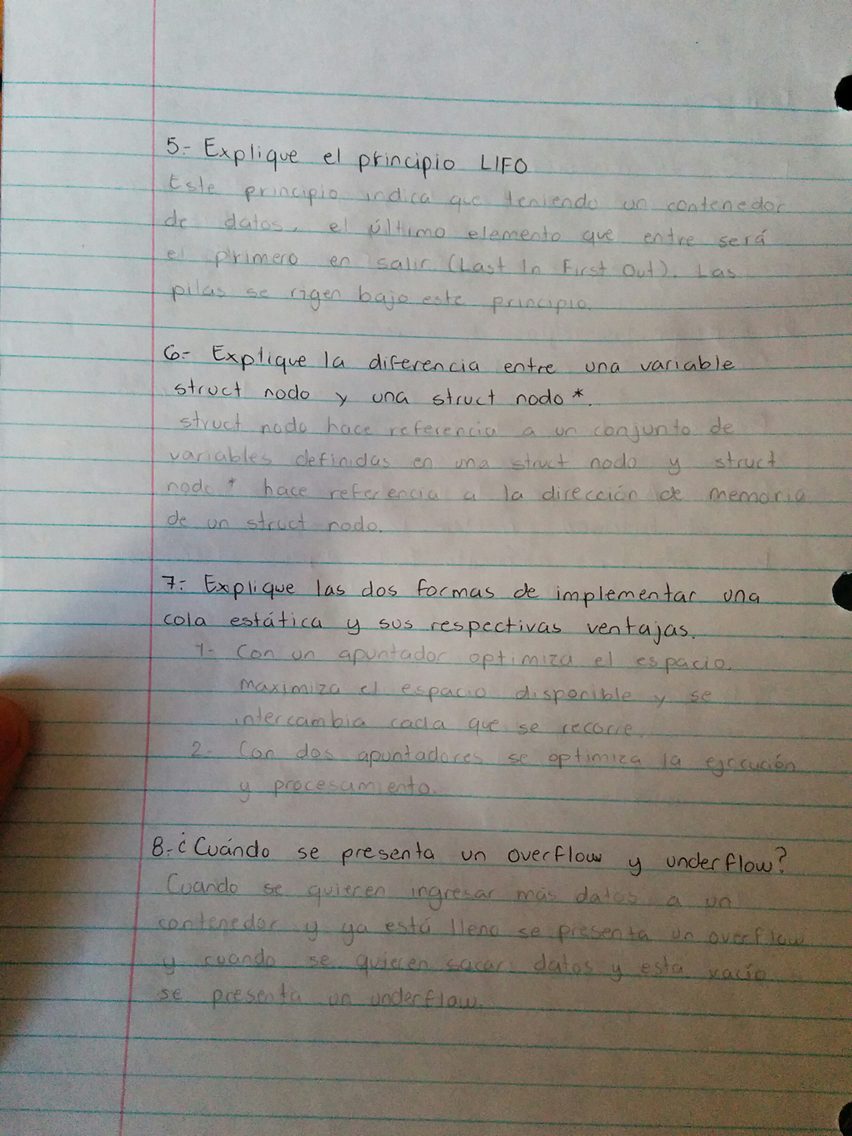 5.- Explique el principio LIFO
Este principio indica que teniendo un contenedor
de datos, el último elemento que entre será
el primero en salir (Last In First Out). Las
pilas se rigen bajo este principio.
6.- Explique la diferencia entre una variable
struct nodo y una struct nodo *.
struct nodo hace referencia a un conjunto de
variables definidas en una struct nodo y struct
nodo * hace referencia a la dirección de memoria
de un struct nodo.
7.- Explique las dos formas de implementar una
cola estática y sus respectivas ventajas.
1- Con un apuntador optimiza el espacio.
maximiza el espacio disponible y se
intercambia cada que se recorre.
2- Con dos apuntadores se optimiza la ejecución
y procesamiento.
8.- ¿Cuándo se presenta un overflow y underflow?
Cuando se quieren ingresar más datos a un
contenedor y ya está lleno se presenta un overflow
y cuando se quieren sacar datos y esta vacío
se presenta un underflow.